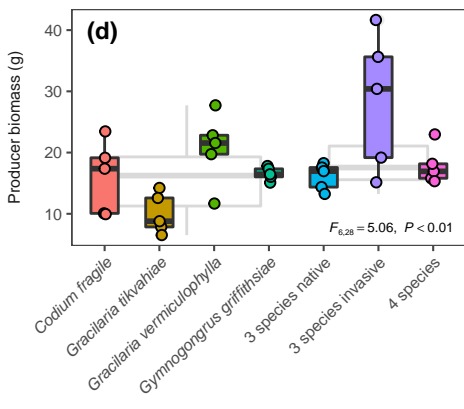 (d)
Producer biomass (g)
40
30
20
10
F6,28 = 5.06, P < 0.01
Codium fragile
Gracilaria tikvahiae
Gracilaria vermiculophylla
Gymnogongrus griffithsiae
3 species native
3 species invasive
4 species